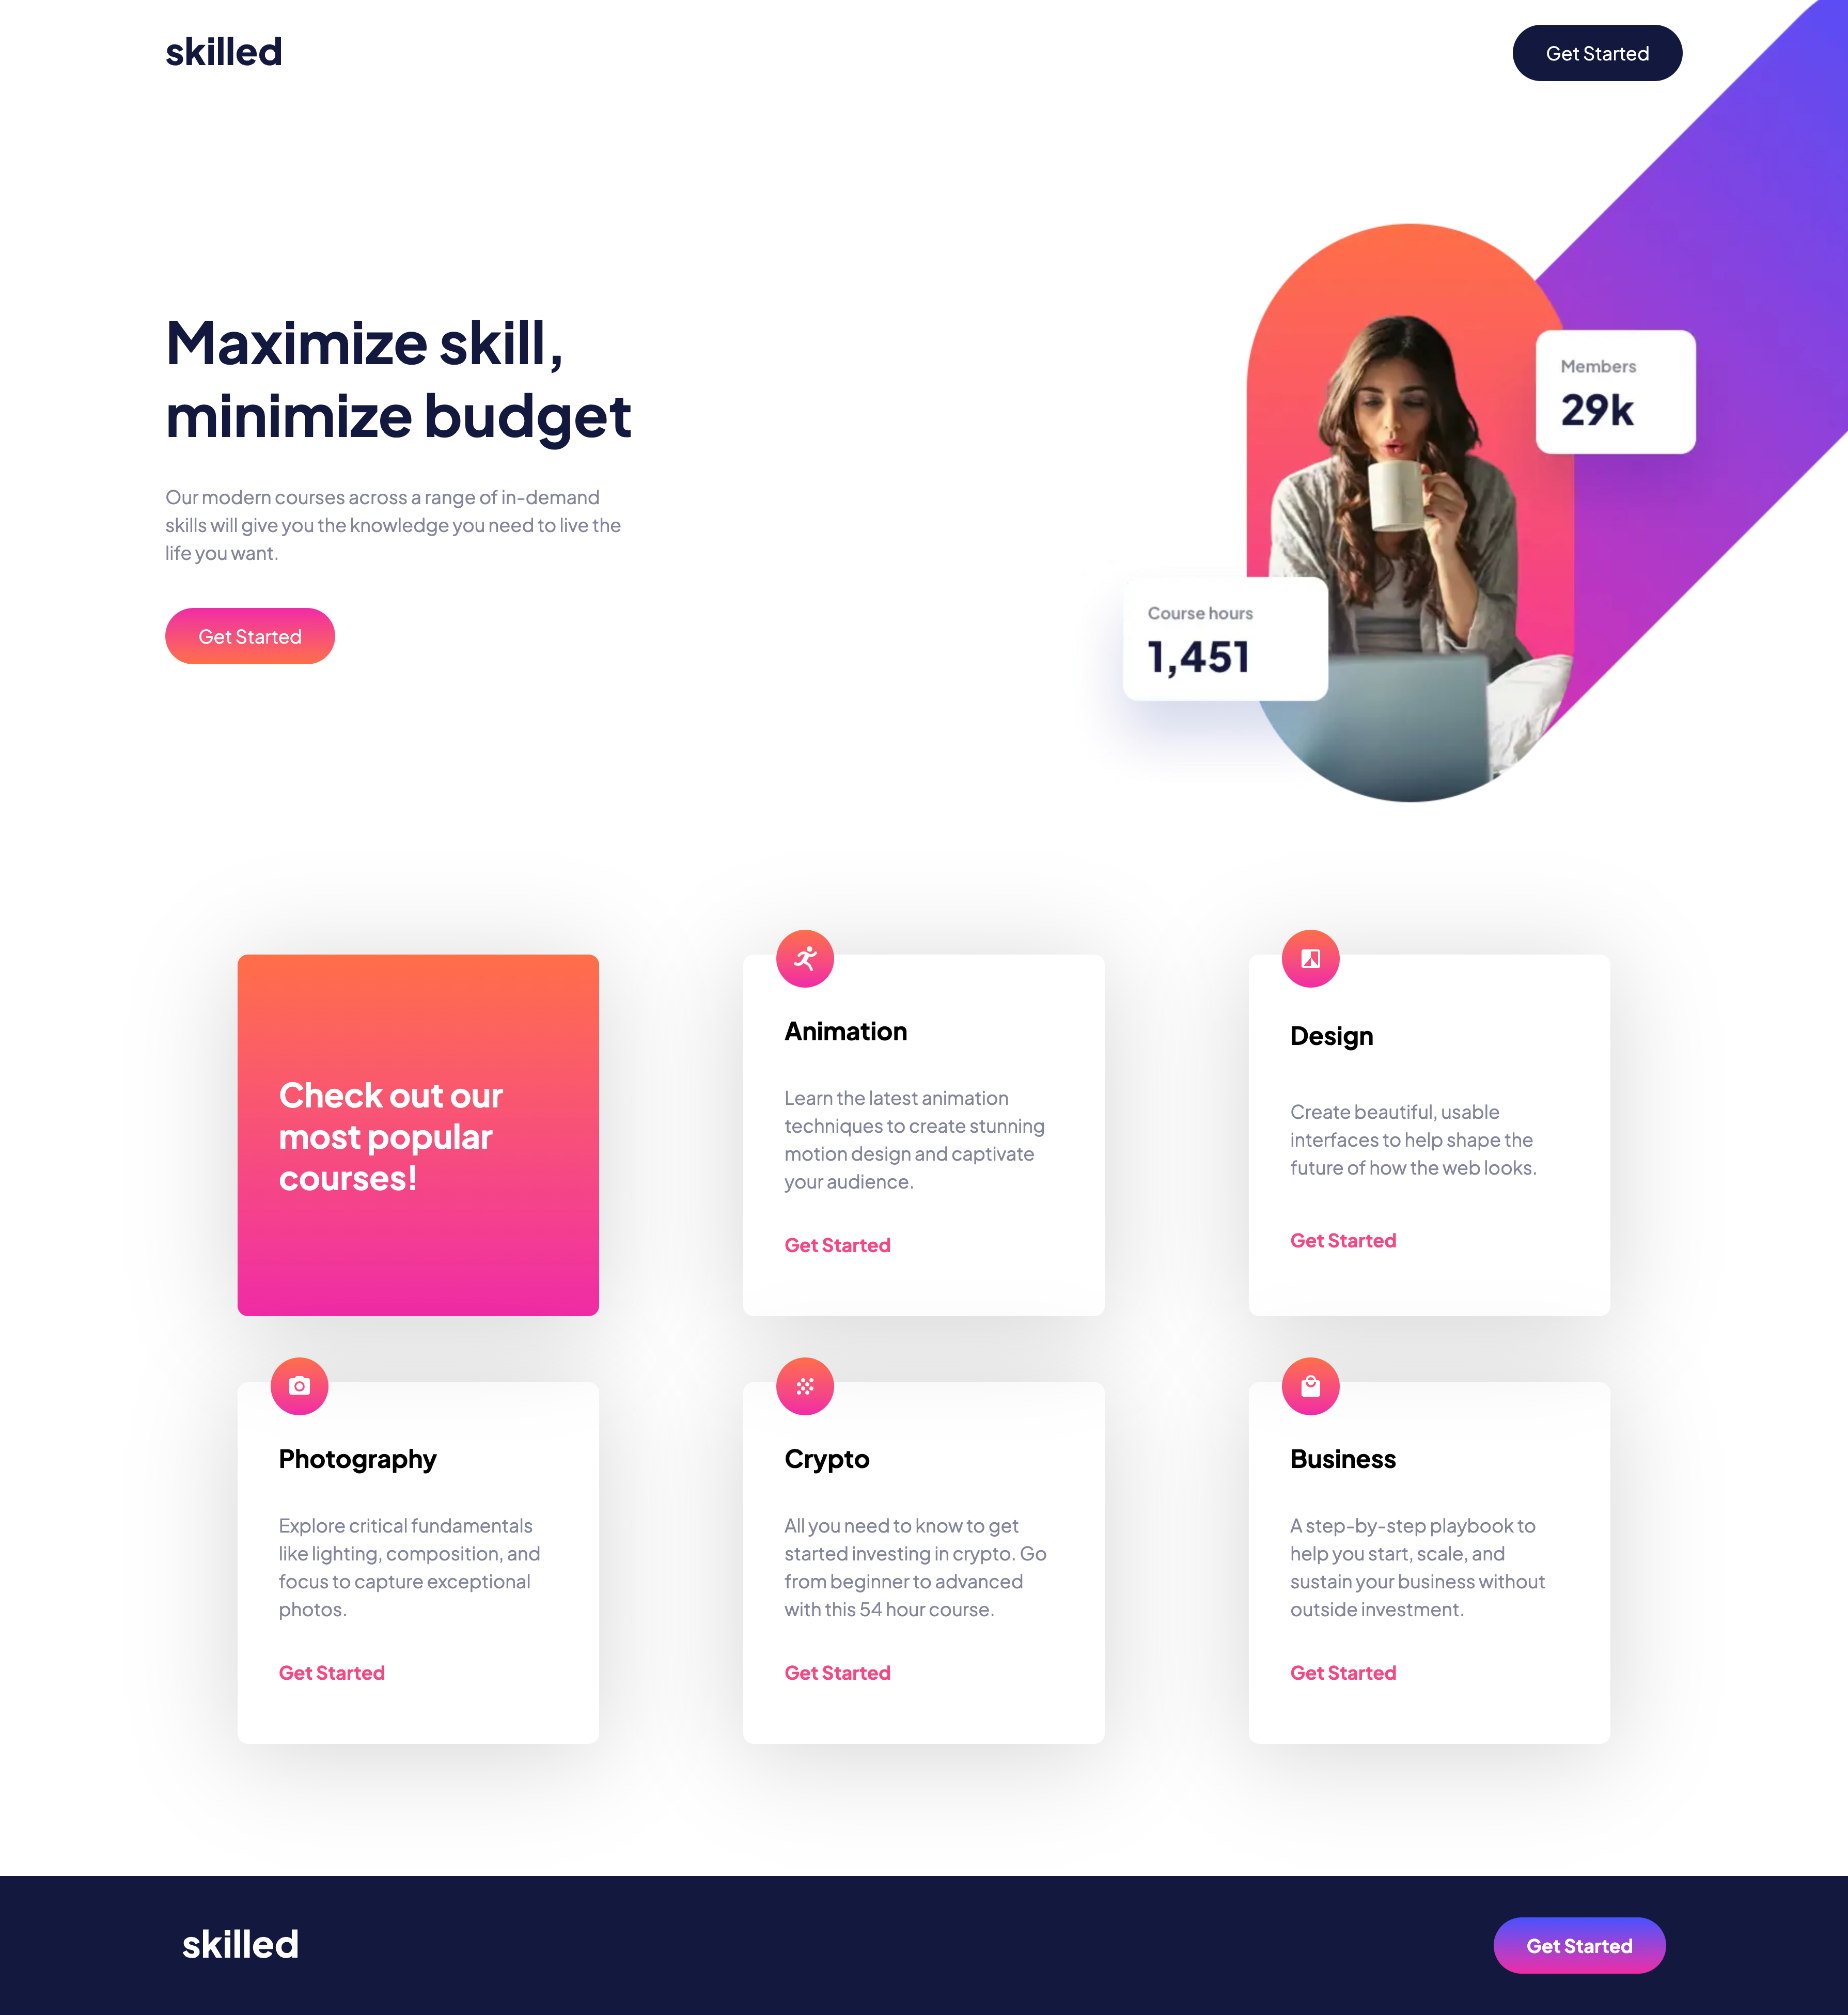 skilled
Get Started
Maximize skill,
minimize budget
Our modern courses across a range of in-demand
skills will give you the knowledge you need to live the
life you want.
Get Started
Members
29k
Course hours
1,451
Check out our
most popular
courses!
Animation
Learn the latest animation
techniques to create stunning
motion design and captivate
your audience.
Get Started
Design
Create beautiful, usable
interfaces to help shape the
future of how the web looks.
Get Started
Photography
Explore critical fundamentals
like lighting, composition, and
focus to capture exceptional
photos.
Get Started
Crypto
All you need to know to get
started investing in crypto. Go
from beginner to advanced
with this 54 hour course.
Get Started
Business
A step-by-step playbook to
help you start, scale, and
sustain your business without
outside investment.
Get Started
skilled
Get Started